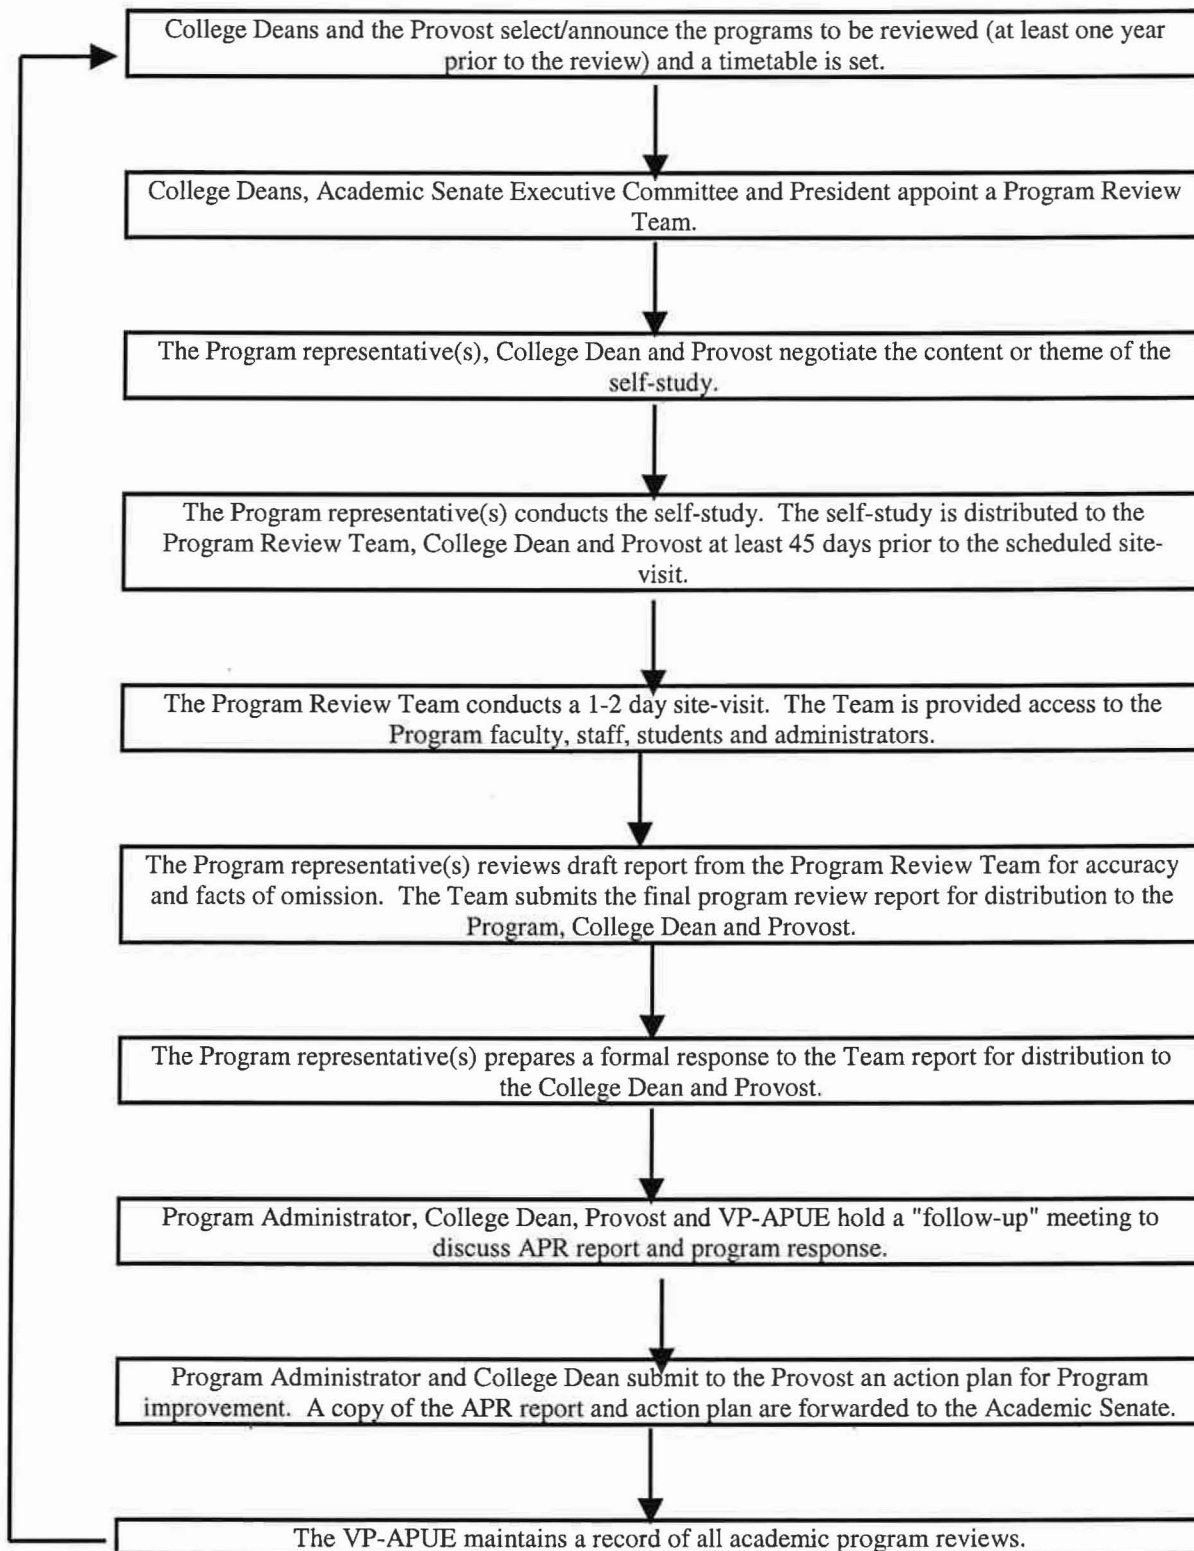 College Deans and the Provost select/announce the programs to be reviewed (at least one year
prior to the review) and a timetable is set.
College Deans, Academic Senate Executive Committee and President appoint a Program Review
Team.
The Program representative(s), College Dean and Provost negotiate the content or theme of the
self-study.
The Program representative(s) conducts the self-study. The self-study is distributed to the
Program Review Team, College Dean and Provost at least 45 days prior to the scheduled site-
visit.
The Program Review Team conducts a 1-2 day site-visit. The Team is provided access to the
Program faculty, staff, students and administrators.
The Program representative(s) reviews draft report from the Program Review Team for accuracy
and facts of omission. The Team submits the final program review report for distribution to the
Program, College Dean and Provost.
The Program representative(s) prepares a formal response to the Team report for distribution to
the College Dean and Provost.
Program Administrator, College Dean, Provost and VP-APUE hold a "follow-up" meeting to
discuss APR report and program response.
Program Administrator and College Dean submit to the Provost an action plan for Program
improvement. A copy of the APR report and action plan are forwarded to the Academic Senate.
The VP-APUE maintains a record of all academic program reviews.